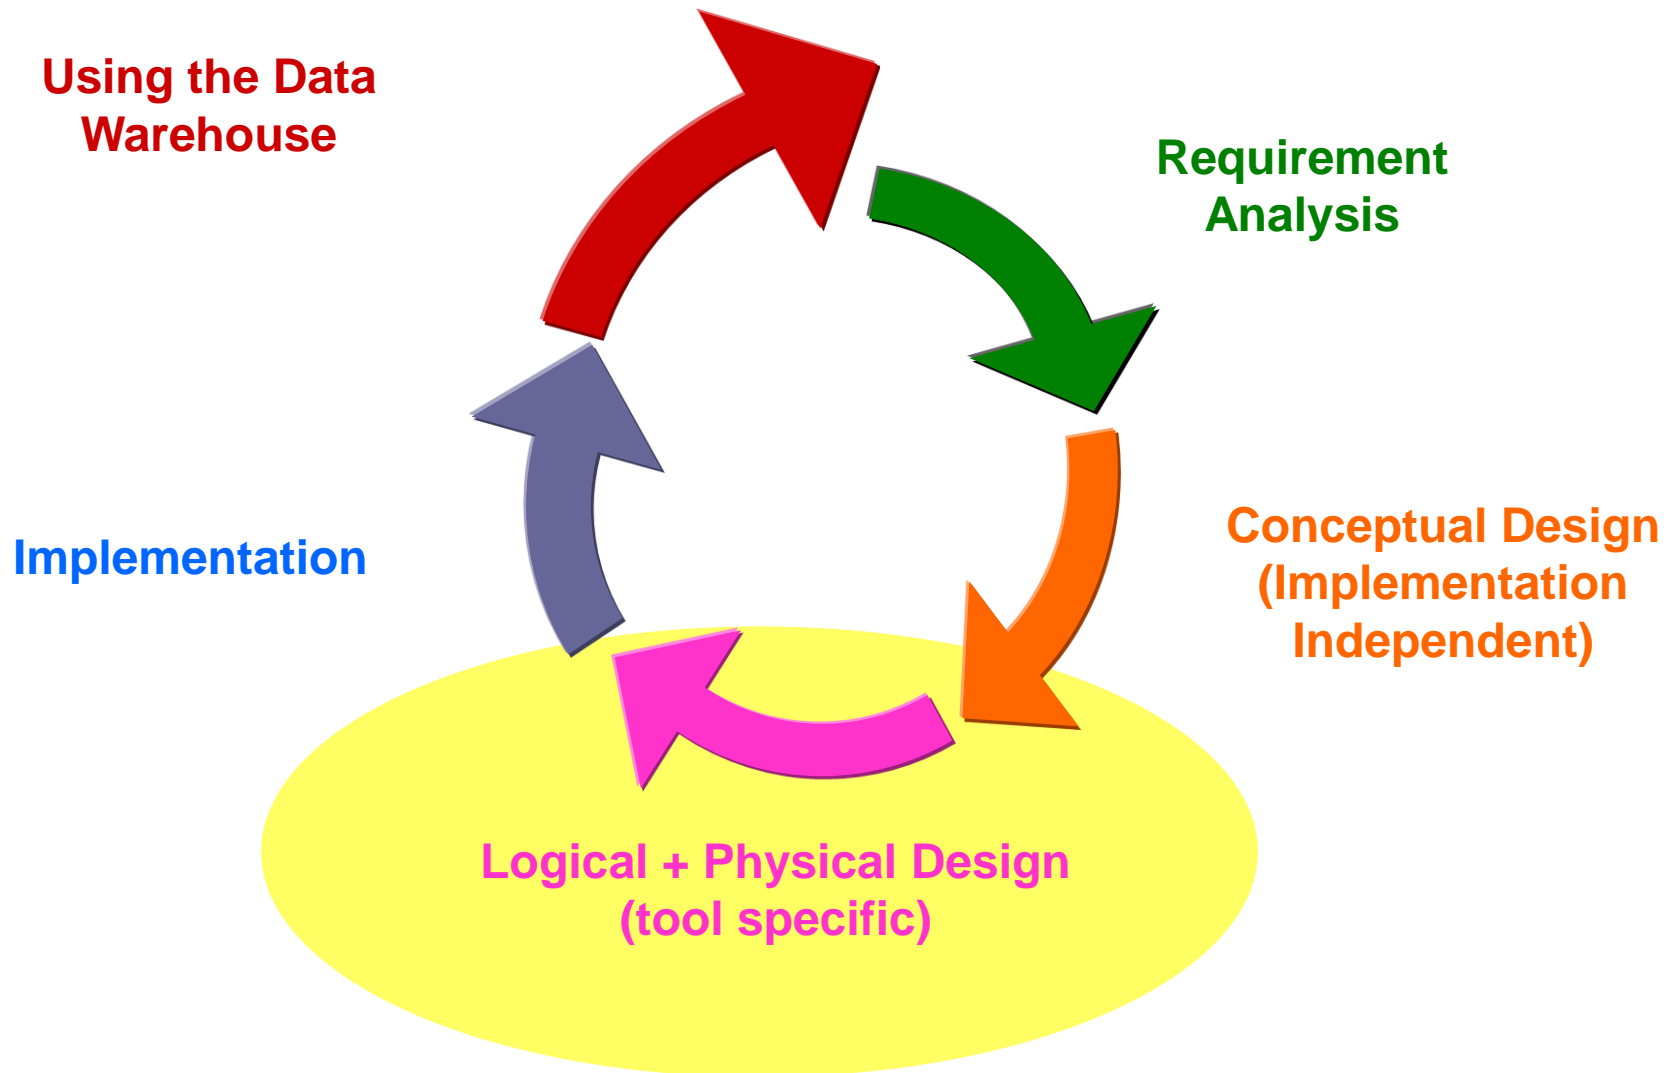 Using the Data
Warehouse
Requirement
Analysis
Conceptual Design
(Implementation
Independent)
Implementation
Logical + Physical Design
(tool specific)